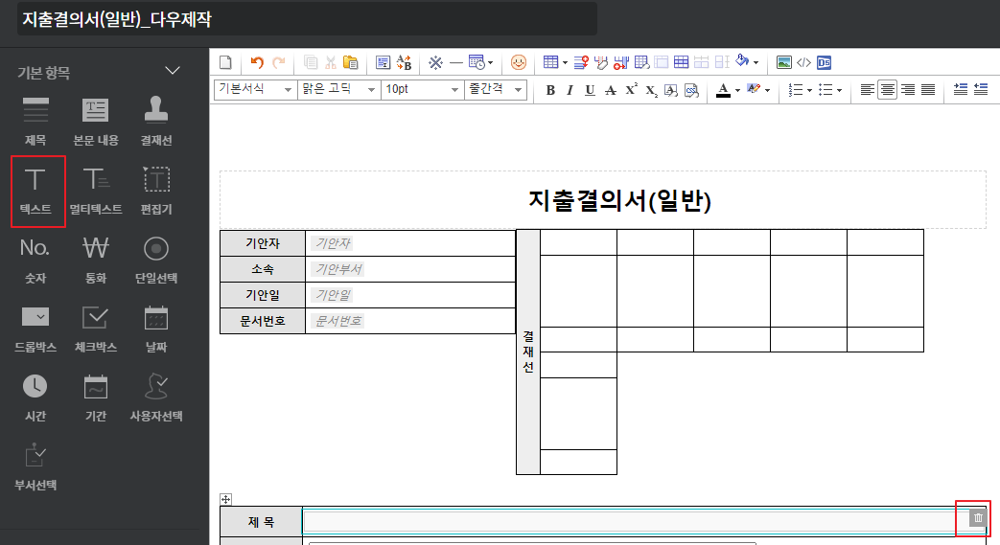 지출결의서(일반)_다우제작
기본 항목
제목 본문 내용 결재선
텍스트 멀티텍스트 편집기
No.
숫자 통화 단일선택
드롭박스 체크박스 날짜
시간 기간 사용자선택
부서선택
기본서식 맑은 고딕 10pt 줄간격
지출결의서(일반)
기안자 기안자
소속 기안부서
기안일 기안일
문서번호 문서번호
결재선
제 목